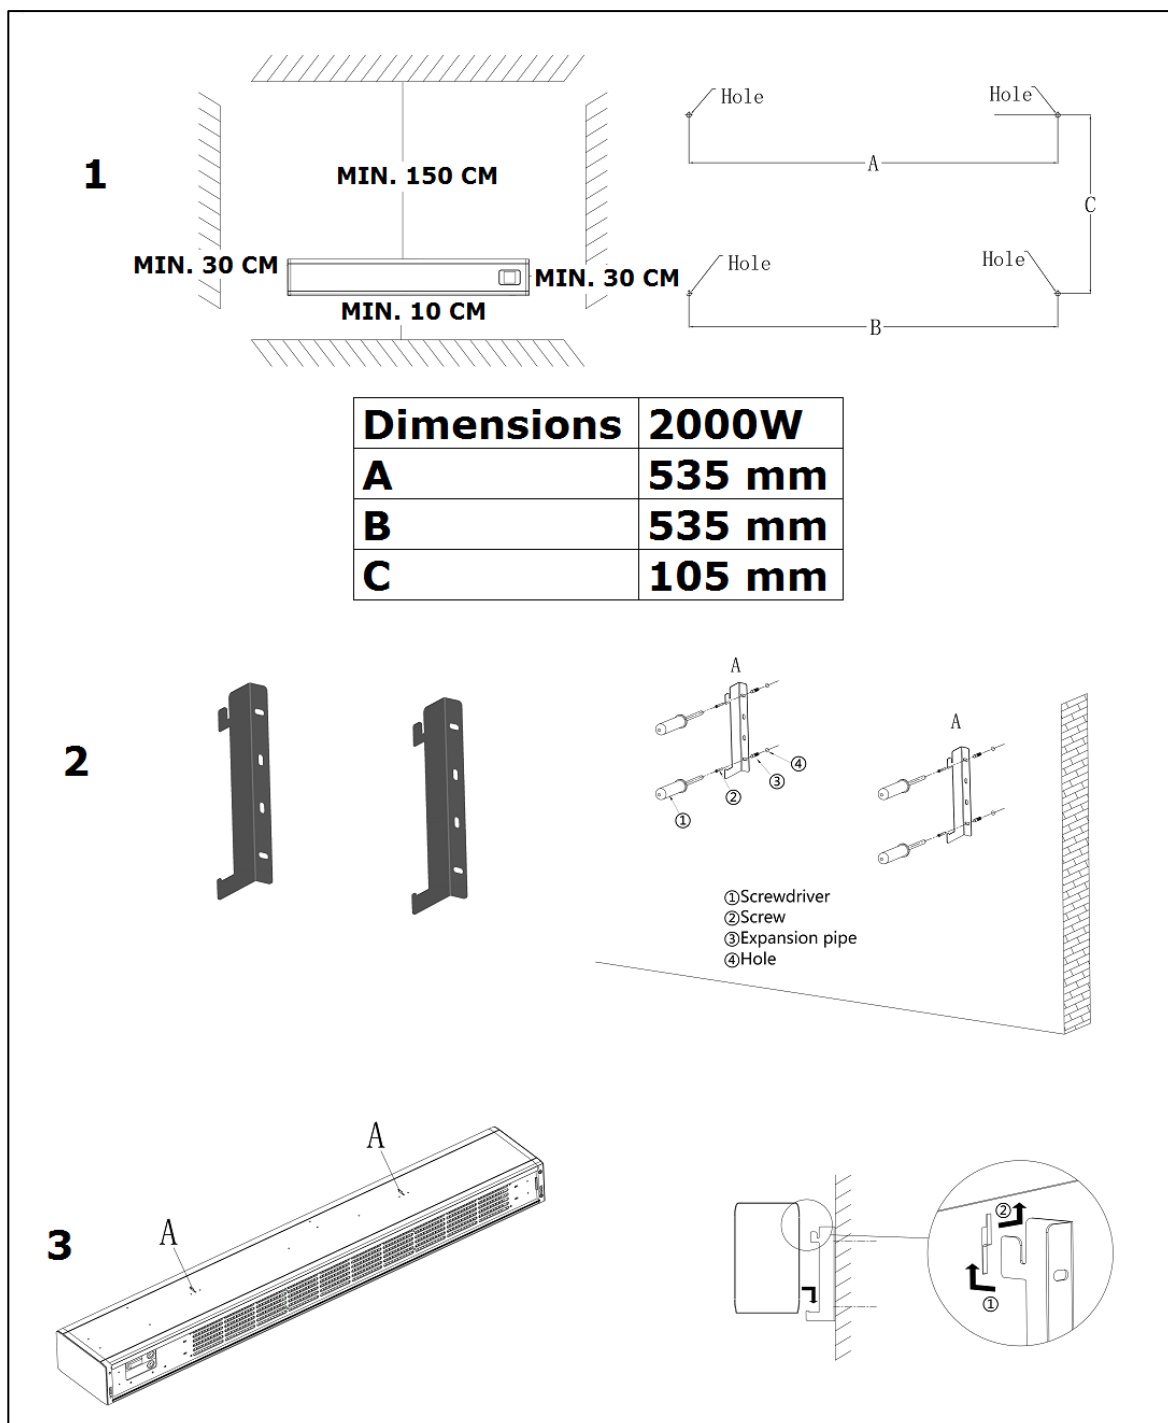 1
MIN. 150 CM
MIN. 30 CM
MIN. 30 CM
MIN. 10 CM
Hole
Hole
A
C
Hole
Hole
B
Dimensions 2000W
A 535 mm
B 535 mm
C 105 mm
2
A
A
④
③
②
①
①Screwdriver
②Screw
③Expansion pipe
④Hole
3
A
A
②
①